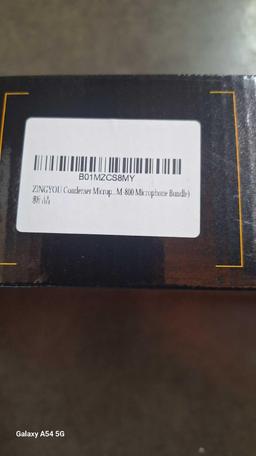 B01MZCS8MY
ZINGYOU Condenser Microp...M-800 Microphone Bundle)
新品
Galaxy A54 5G